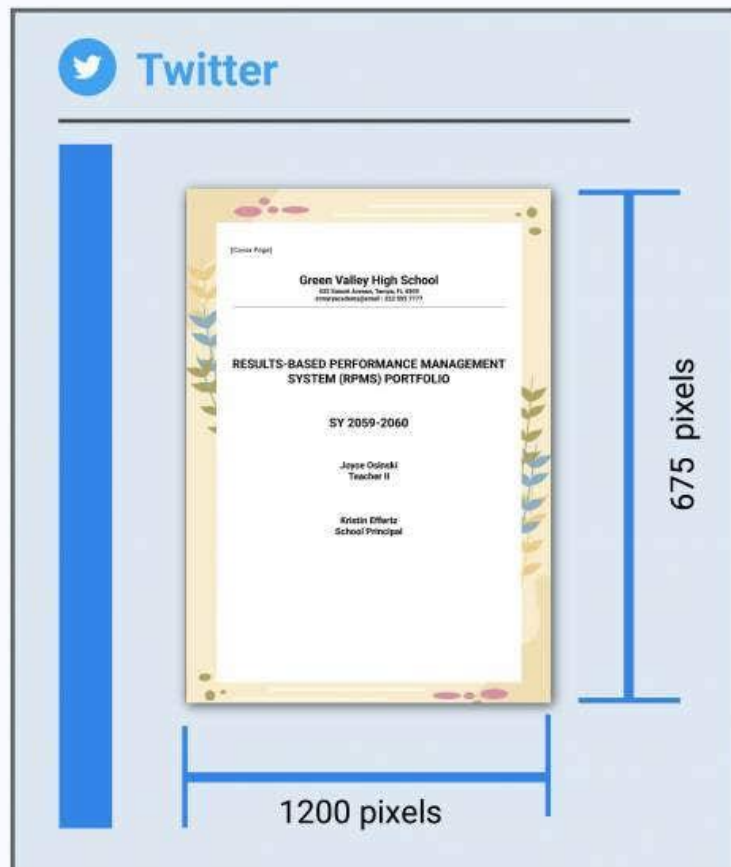 Twitter
[Cover Page]
Green Valley High School
RESULTS-BASED PERFORMANCE MANAGEMENT
SYSTEM (RPMS) PORTFOLIO
SY 2059-2060
Joyce Osinski
Teacher II
Kristin Effertz
School Principal
675 pixels
1200 pixels